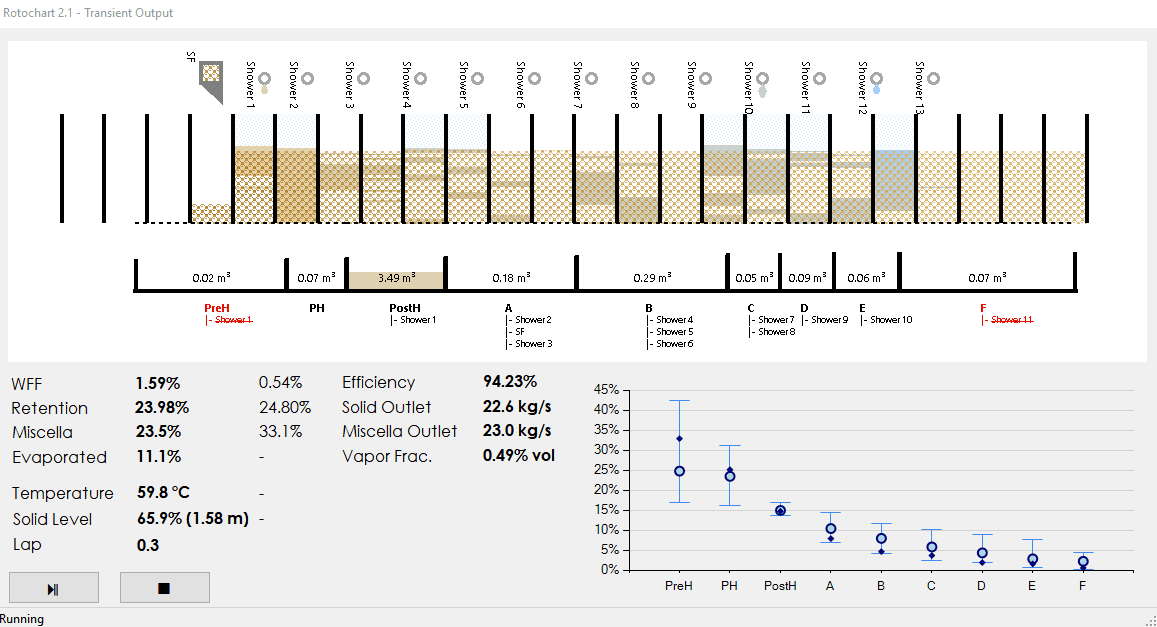 Rotochart 2.1 - Transient Output
SF
Shower 1
Shower 2
Shower 3
Shower 4
Shower 5
Shower 6
Shower 7
Shower 8
Shower 9
Shower 10
Shower 11
Shower 12
Shower 13
0.02 m³ 0.07 m³ 3.49 m³ 0.18 m³ 0.29 m³ 0.05 m³ 0.09 m³ 0.06 m³ 0.07 m³
PreH PH PostH A B C D E F
|- Shower 1 |- Shower 1 |- Shower 2 |- Shower 4 |- Shower 7 |- Shower 9 |- Shower 10 |- Shower 11
|- SF |- Shower 5 |- Shower 8
|- Shower 3 |- Shower 6
WFF 1.59% 0.54% Efficiency 94.23%
Retention 23.98% 24.80% Solid Outlet 22.6 kg/s
Miscella 23.5% 33.1% Miscella Outlet 23.0 kg/s
Evaporated 11.1% - Vapor Frac. 0.49% vol
Temperature 59.8 °C -
Solid Level 65.9% (1.58 m) -
Lap 0.3
45%
40%
35%
30%
25%
20%
15%
10%
5%
0%
PreH PH PostH A B C D E F
Running